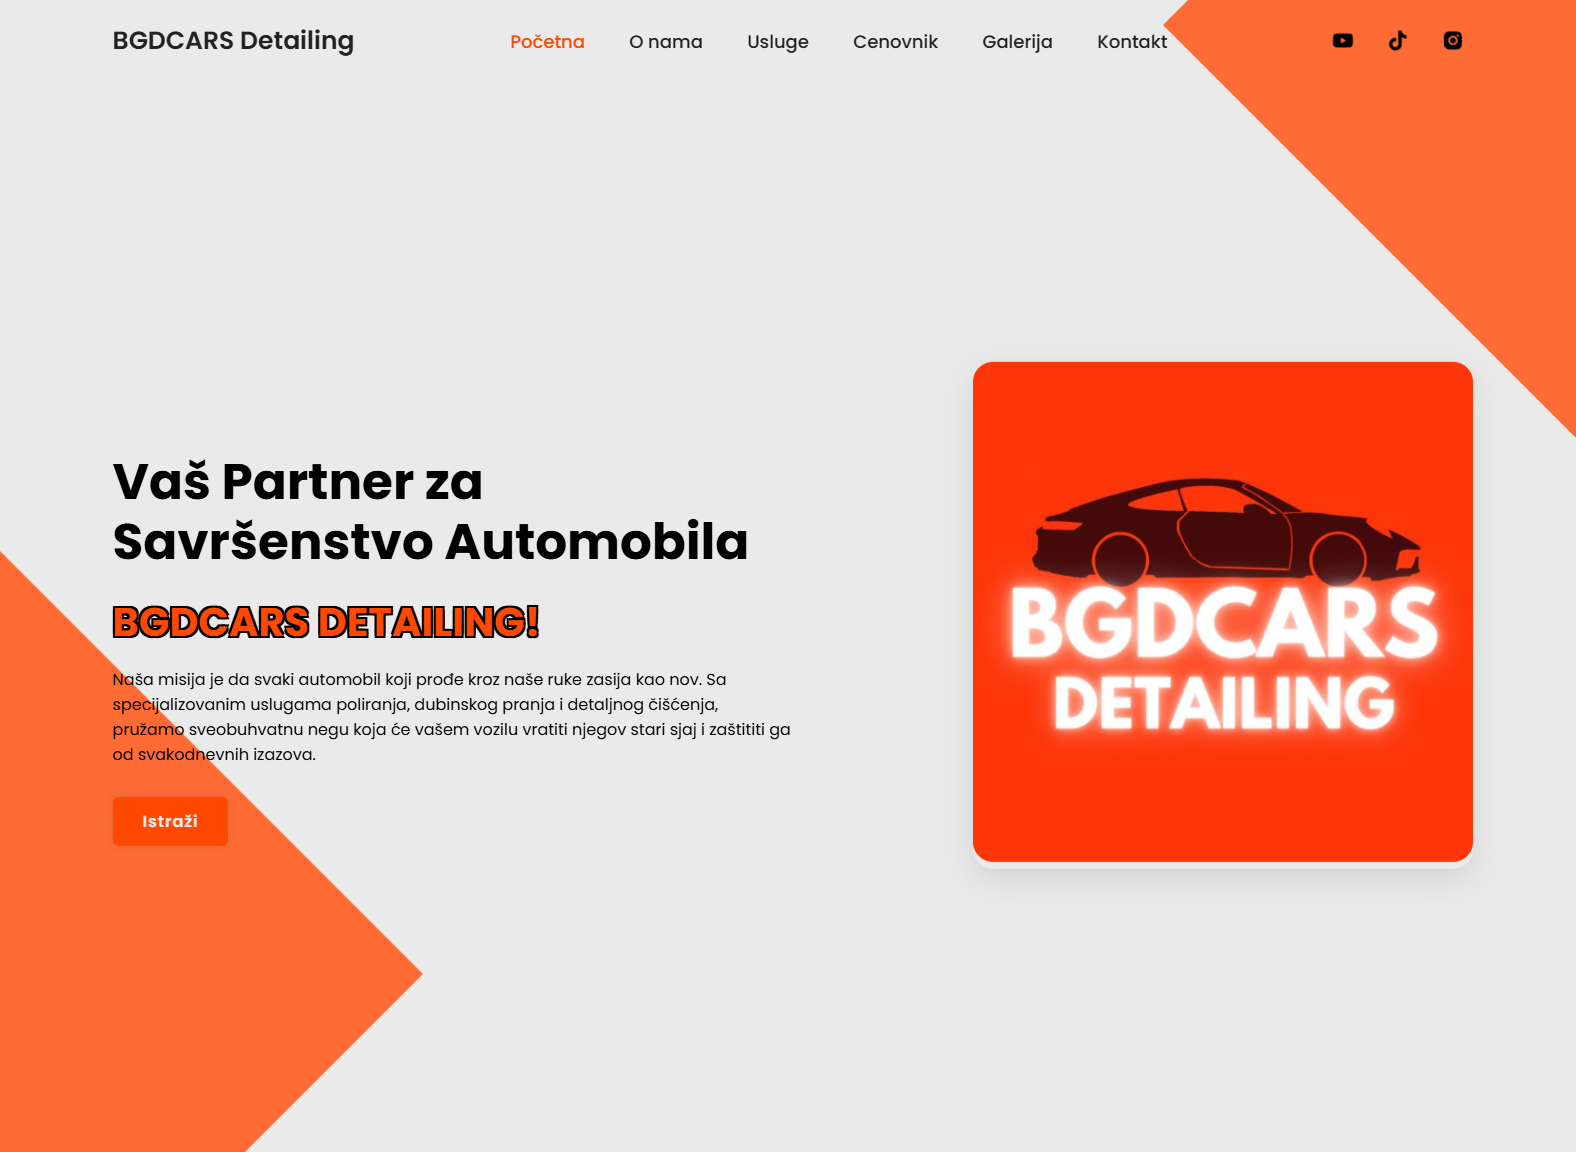 BGDCARS Detailing
Početna
O nama
Usluge
Cenovnik
Galerija
Kontakt
Vaš Partner za
Savršenstvo Automobila
BGDCARS DETAILING!
Naša misija je da svaki automobil koji prođe kroz naše ruke zasija kao nov. Sa
specijalizovanim uslugama poliranja, dubinskog pranja i detaljnog čišćenja,
pružamo sveobuhvatnu negu koja će vašem vozilu vratiti njegov stari sjaj i zaštititi ga
od svakodnevnih izazova.
Istraži
BGDCARS
DETAILING